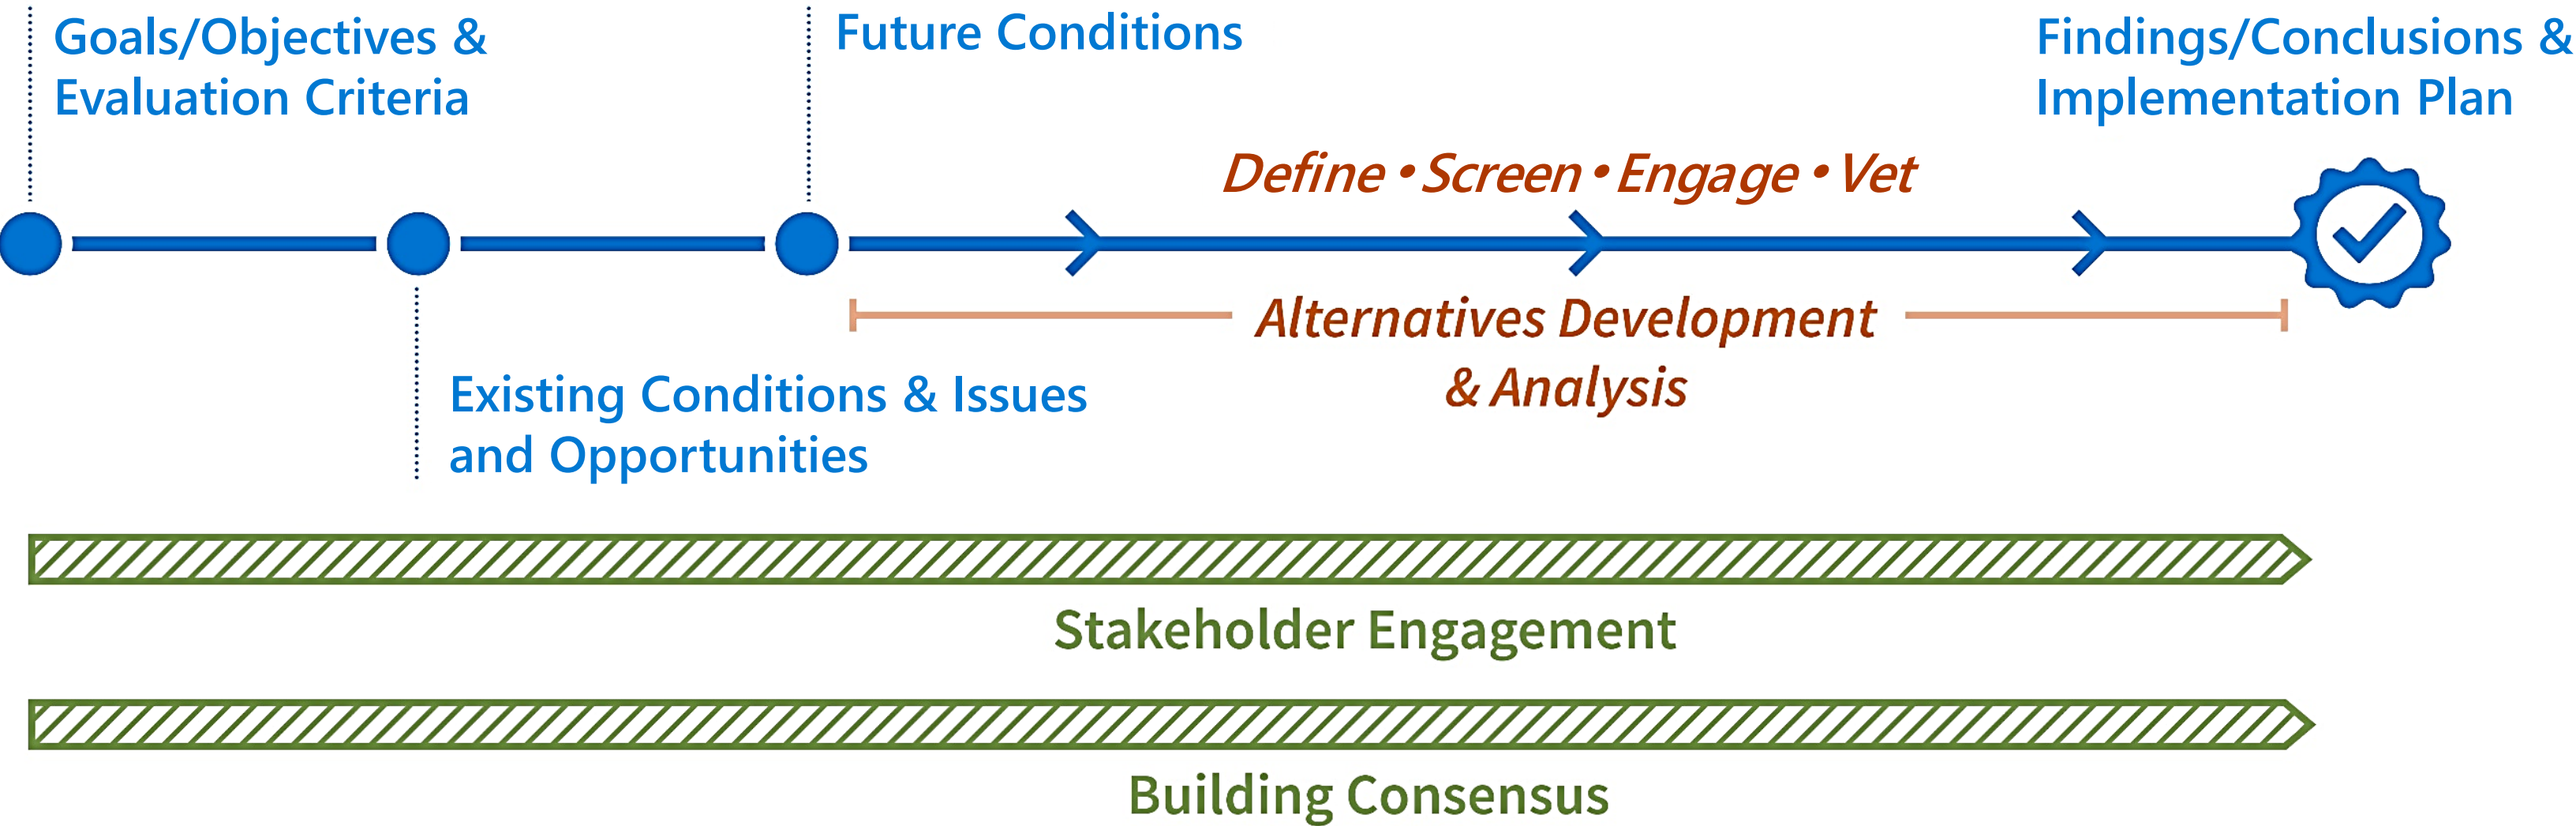 Goals/Objectives &
Evaluation Criteria
Future Conditions
Findings/Conclusions &
Implementation Plan
Define • Screen • Engage • Vet
Alternatives Development
& Analysis
Existing Conditions & Issues
and Opportunities
Stakeholder Engagement
Building Consensus